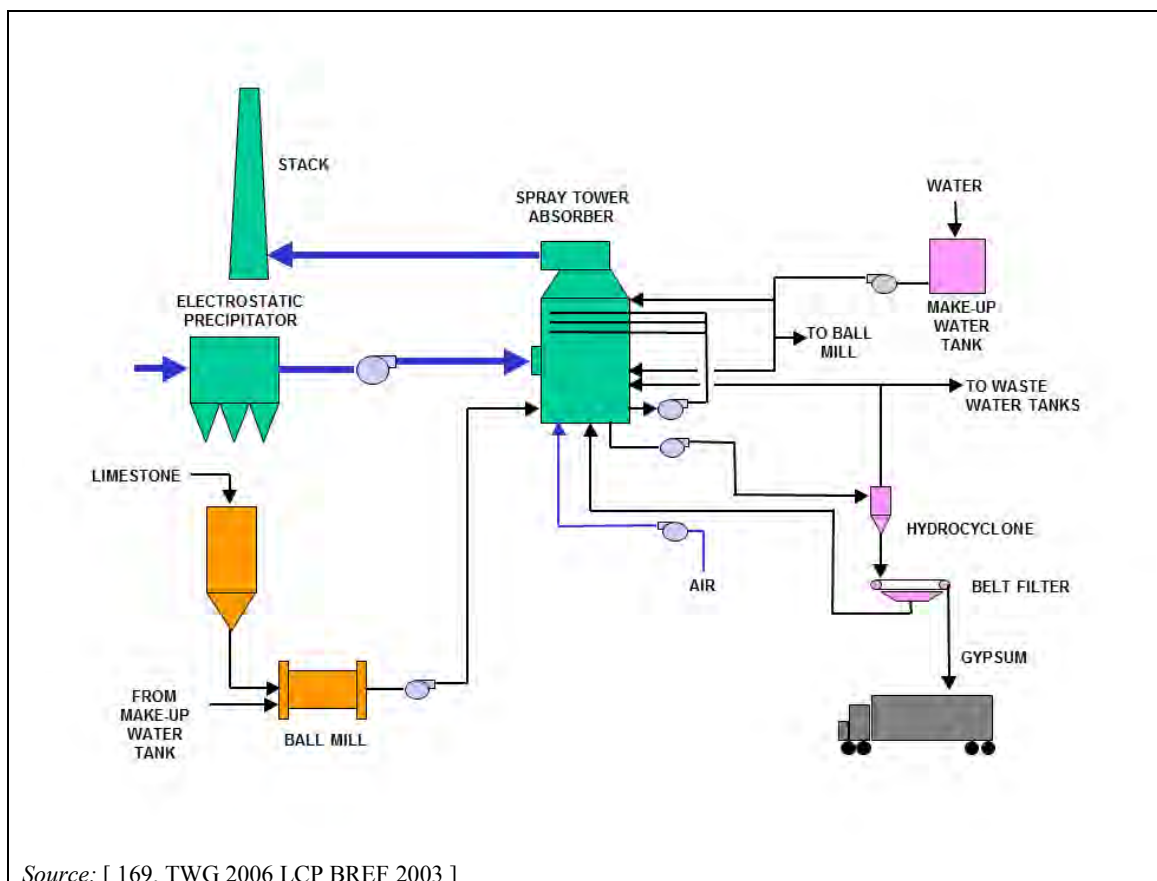 STACK
SPRAY TOWER
ABSORBER
WATER
ELECTROSTATIC
PRECIPITATOR
MAKE-UP
WATER
TANK
TO BALL
MILL
TO WASTE
WATER TANKS
LIMESTONE
HYDROCYCLONE
AIR
BELT FILTER
GYPSUM
FROM
MAKE-UP
WATER
TANK
BALL MILL
Source: [ 169, TWG 2006 LCP BREF 2003 ]